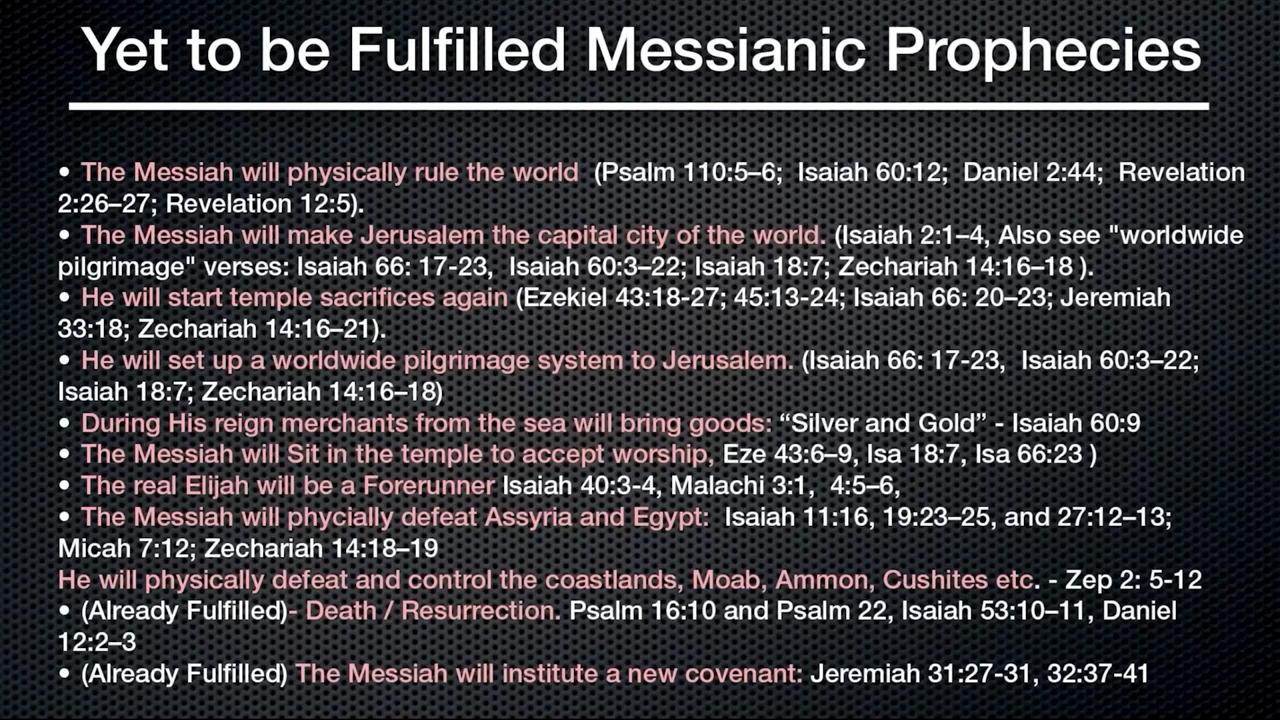 Yet to be Fulfilled Messianic Prophecies
• The Messiah will physically rule the world (Psalm 110:5–6; Isaiah 60:12; Daniel 2:44; Revelation
2:26–27; Revelation 12:5).
• The Messiah will make Jerusalem the capital city of the world. (Isaiah 2:1–4, Also see "worldwide
pilgrimage" verses: Isaiah 66: 17-23, Isaiah 60:3–22; Isaiah 18:7; Zechariah 14:16–18 ).
• He will start temple sacrifices again (Ezekiel 43:18-27; 45:13-24; Isaiah 66: 20–23; Jeremiah
33:18; Zechariah 14:16–21).
• He will set up a worldwide pilgrimage system to Jerusalem. (Isaiah 66: 17-23, Isaiah 60:3–22;
Isaiah 18:7; Zechariah 14:16–18)
• During His reign merchants from the sea will bring goods: “Silver and Gold” - Isaiah 60:9
• The Messiah will Sit in the temple to accept worship, Eze 43:6–9, Isa 18:7, Isa 66:23 )
• The real Elijah will be a Forerunner Isaiah 40:3-4, Malachi 3:1, 4:5–6,
• The Messiah will phycially defeat Assyria and Egypt: Isaiah 11:16, 19:23–25, and 27:12–13;
Micah 7:12; Zechariah 14:18–19
He will physically defeat and control the coastlands, Moab, Ammon, Cushites etc. - Zep 2: 5-12
• (Already Fulfilled)- Death / Resurrection. Psalm 16:10 and Psalm 22, Isaiah 53:10–11, Daniel
12:2–3
• (Already Fulfilled) The Messiah will institute a new covenant: Jeremiah 31:27-31, 32:37-41